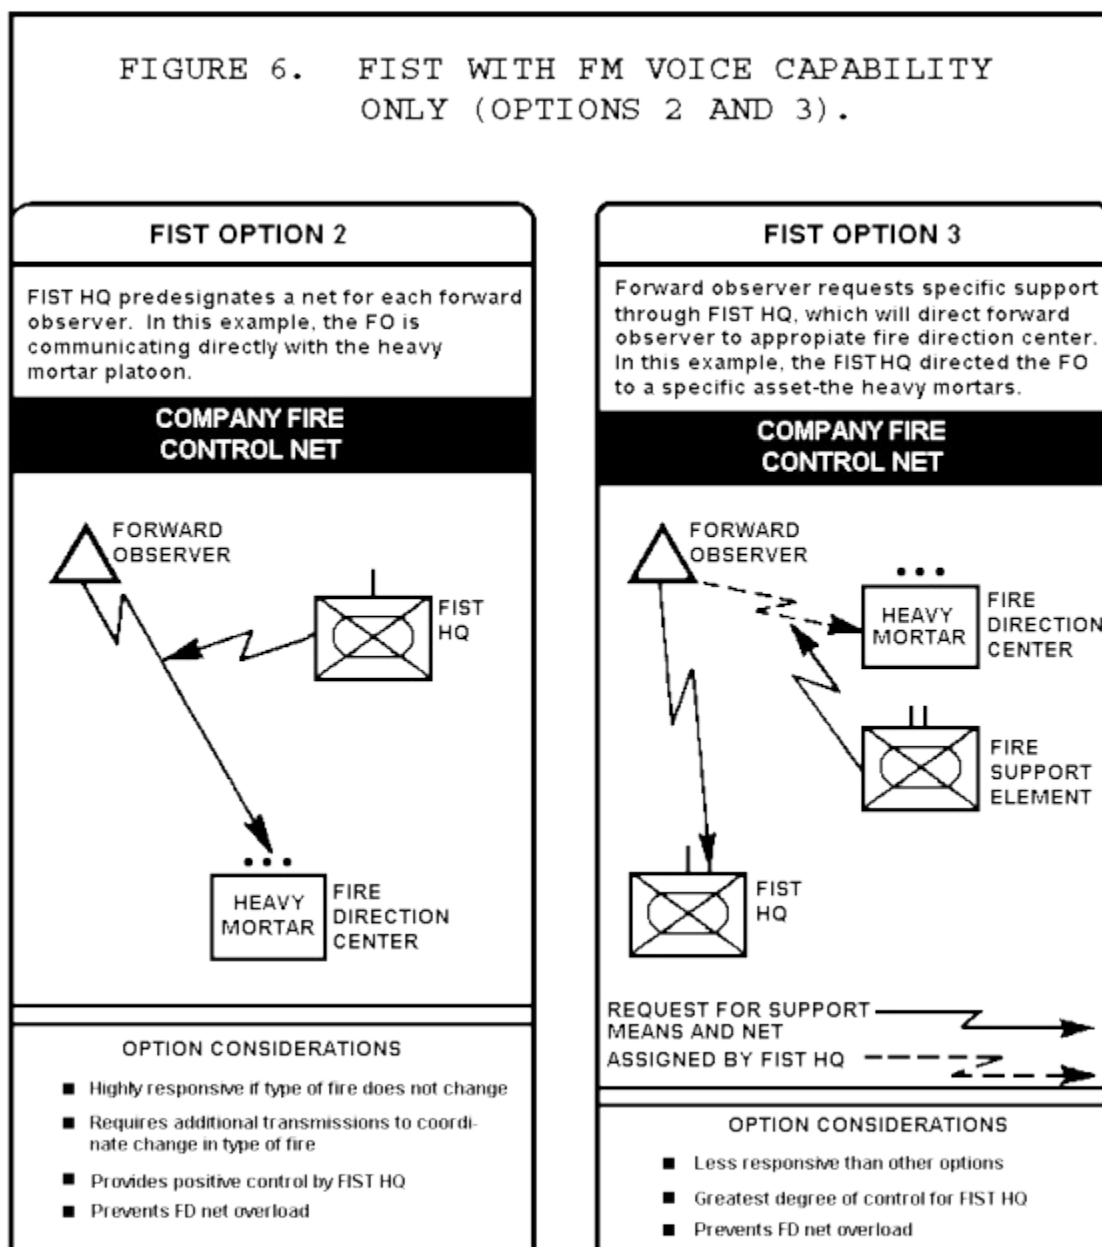 FIGURE 6. FIST WITH FM VOICE CAPABILITY
ONLY (OPTIONS 2 AND 3).
FIST OPTION 2
FIST HQ predesignates a net for each forward
observer. In this example, the FO is
communicating directly with the heavy
mortar platoon.
COMPANY FIRE
CONTROL NET
FORWARD
OBSERVER
FIST
HQ
HEAVY
MORTAR
FIRE
DIRECTION
CENTER
OPTION CONSIDERATIONS
■ Highly responsive if type of fire does not change
■ Requires additional transmissions to coordi-
nate change in type of fire
■ Provides positive control by FIST HQ
■ Prevents FD net overload
FIST OPTION 3
Forward observer requests specific support
through FIST HQ, which will direct forward
observer to appropiate fire direction center.
In this example, the FIST HQ directed the FO
to a specific asset-the heavy mortars.
COMPANY FIRE
CONTROL NET
FORWARD
OBSERVER
HEAVY
MORTAR
FIRE
DIRECTION
CENTER
FIRE
SUPPORT
ELEMENT
FIST
HQ
REQUEST FOR SUPPORT
MEANS AND NET
ASSIGNED BY FIST HQ
OPTION CONSIDERATIONS
■ Less responsive than other options
■ Greatest degree of control for FIST HQ
■ Prevents FD net overload